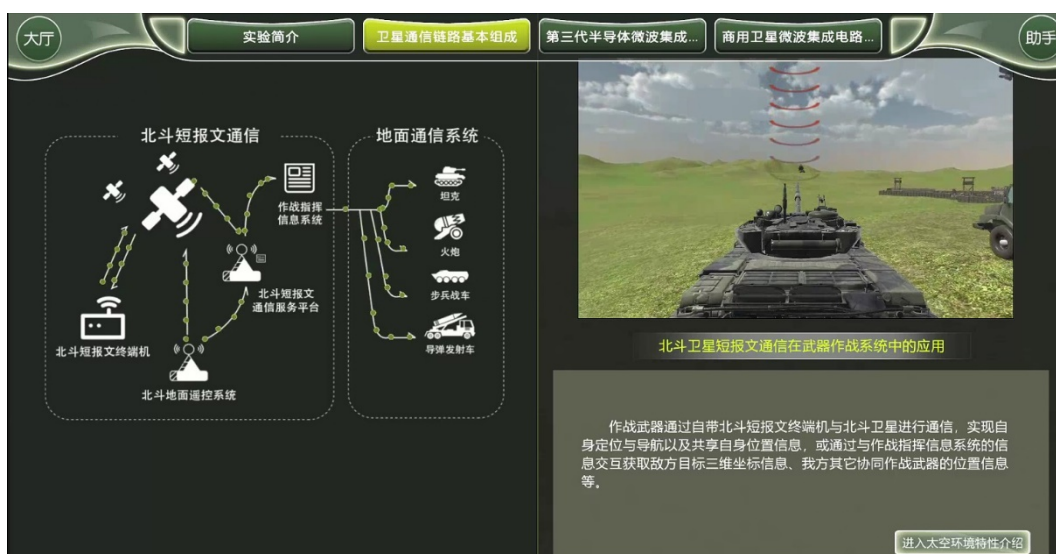 大厅
实验简介
卫星通信链路基本组成
第三代半导体微波集成...
商用卫星微波集成电路...
助手
北斗短报文通信
地面通信系统
作战指挥
信息系统
坦克
火炮
北斗短报文
通信服务平台
步兵战车
北斗短报文终端机
导弹发射车
北斗地面遥控系统
北斗卫星短报文通信在武器作战系统中的应用
作战武器通过自带北斗短报文终端机与北斗卫星进行通信，实现自
身定位与导航以及共享自身位置信息，或通过与作战指挥信息系统的信
息交互获取敌方目标三维坐标信息、我方其它协同作战武器的位置信息
等。
进入太空环境特性介绍